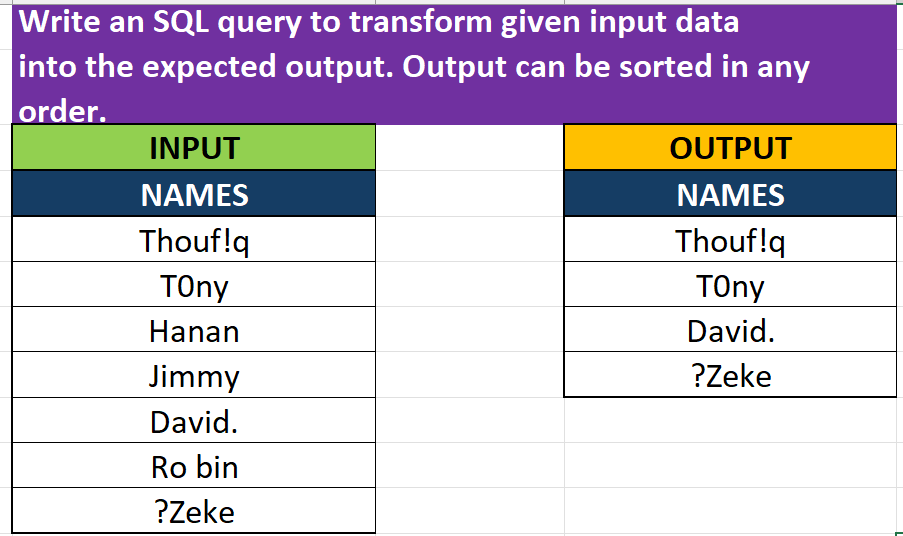 Write an SQL query to transform given input data
into the expected output. Output can be sorted in any
order.
INPUT OUTPUT
NAMES NAMES
Thouf!q Thouf!q
T0ny T0ny
Hanan David.
Jimmy ?Zeke
David.
Ro bin
?Zeke